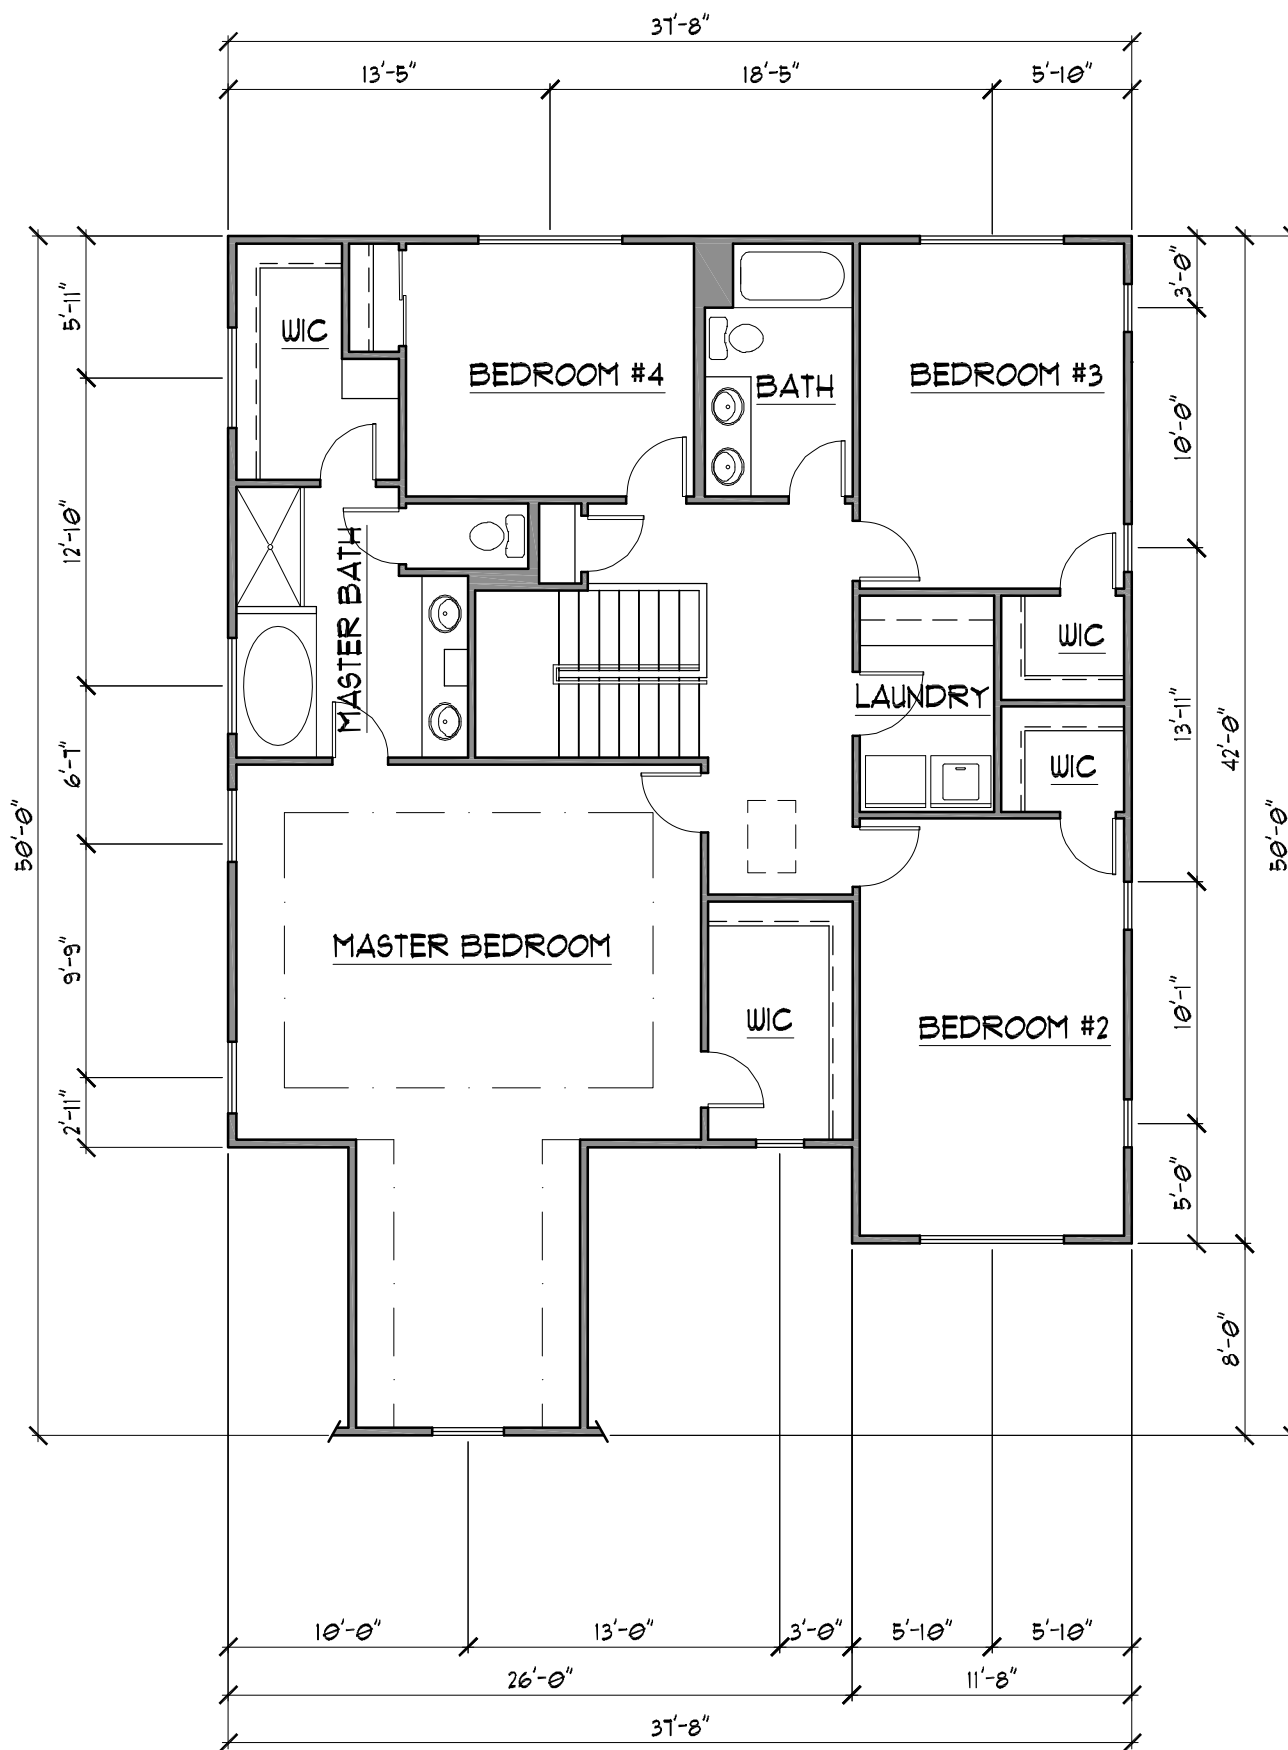 37'-8"
13'-5"
18'-5"
5'-10"
5'-11"
12'-10"
6'-7"
9'-9"
2'-11"
50'-0"
3'-0"
10'-0"
13'-11"
10'-1"
5'-0"
42'-0"
8'-0"
50'-0"
WIC
BEDROOM #4
BATH
BEDROOM #3
MASTER BATH
WIC
LAUNDRY
WIC
MASTER BEDROOM
WIC
BEDROOM #2
10'-0"
13'-0"
3'-0"
5'-10"
5'-10"
26'-0"
11'-8"
37'-8"